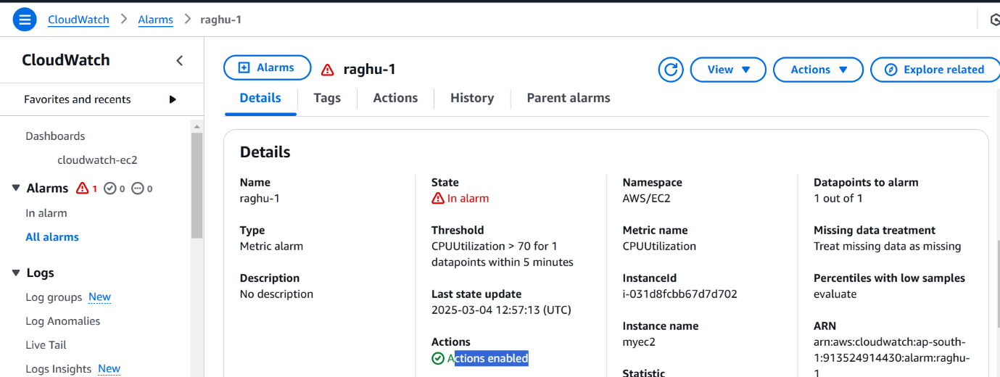 CloudWatch > Alarms > raghu-1
CloudWatch
Favorites and recents
Dashboards
cloudwatch-ec2
Alarms 1 0 0
In alarm
All alarms
Logs
Log groups New
Log Anomalies
Live Tail
Logs Insights New
Alarms
raghu-1
View
Actions
Explore related
Details
Tags
Actions
History
Parent alarms
Details
Name
raghu-1
Type
Metric alarm
Description
No description
State
In alarm
Threshold
CPUUtilization > 70 for 1
datapoints within 5 minutes
Last state update
2025-03-04 12:57:13 (UTC)
Actions
Actions enabled
Namespace
AWS/EC2
Metric name
CPUUtilization
InstanceId
i-031d8fcbb67d7d702
Instance name
myec2
Statistic
Datapoints to alarm
1 out of 1
Missing data treatment
Treat missing data as missing
Percentiles with low samples
evaluate
ARN
arn:aws:cloudwatch:ap-south-
1:913524914430:alarm:raghu-
1